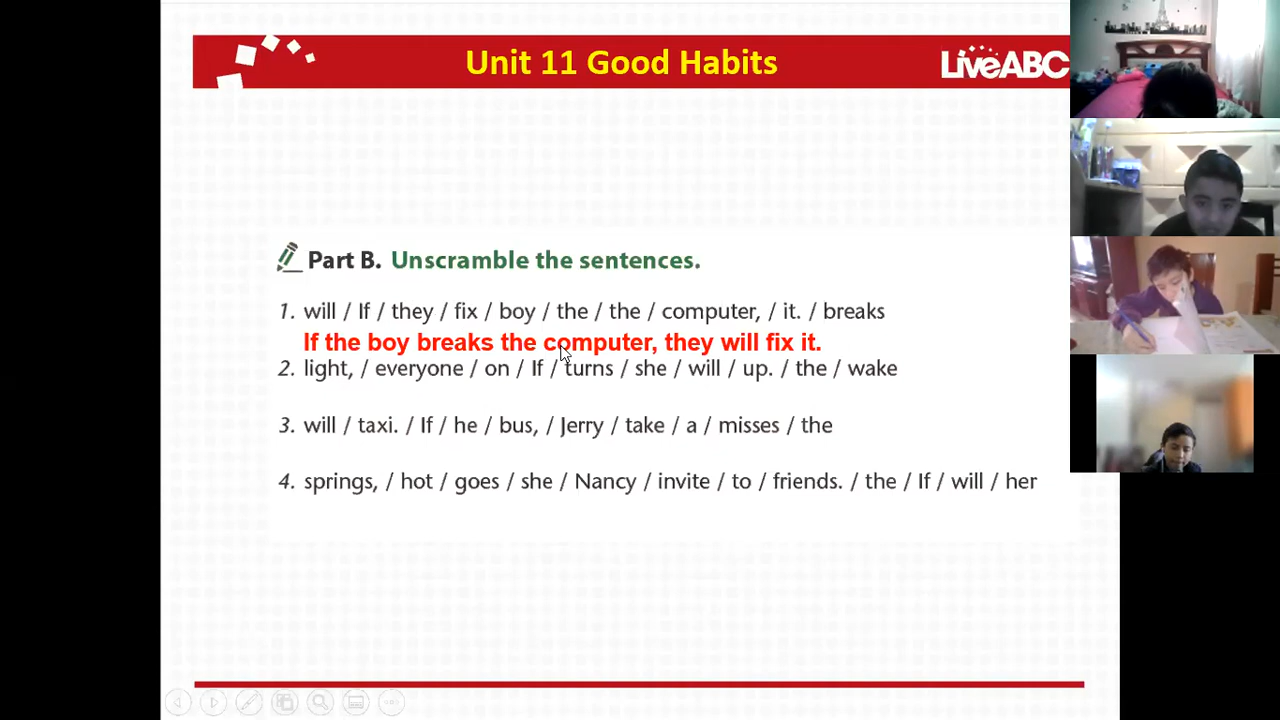 Unit 11 Good Habits
LiveABC
Part B. Unscramble the sentences.
1. will / If / they / fix / boy / the / the / computer, / it. / breaks
If the boy breaks the computer, they will fix it.
2. light, / everyone / on / If / turns / she / will / up. / the / wake
3. will / taxi. / If / he / bus, / Jerry / take / a / misses / the
4. springs, / hot / goes / she / Nancy / invite / to / friends. / the / If / will / her